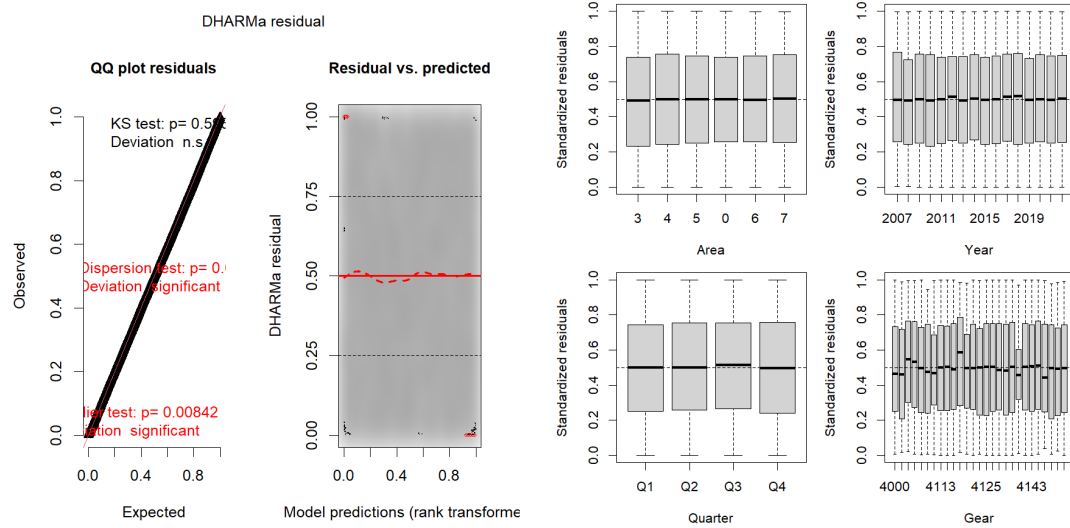 DHARMa residual
QQ plot residuals
Observed
1.0
0.8
0.6
0.4
0.2
0.0
KS test: p=
Deviation n.s
Dispersion test: p=
Deviation significant
test: p= 0.00842
significant
0.0
0.4
0.8
Expected
Residual vs. predicted
DHARMa residual
1.00
0.75
0.50
0.25
0.00
0.0
0.4
0.8
Model predictions (rank transforme
Standardized residuals
1.0
0.8
0.6
0.4
0.2
0.0
3 4 5 0 6 7
Area
Standardized residuals
1.0
0.8
0.6
0.4
0.2
0.0
2007 2011 2015 2019
Year
Standardized residuals
1.0
0.8
0.6
0.4
0.2
0.0
Q1 Q2 Q3 Q4
Quarter
Standardized residuals
1.0
0.8
0.6
0.4
0.2
0.0
4000 4113 4125 4143
Gear